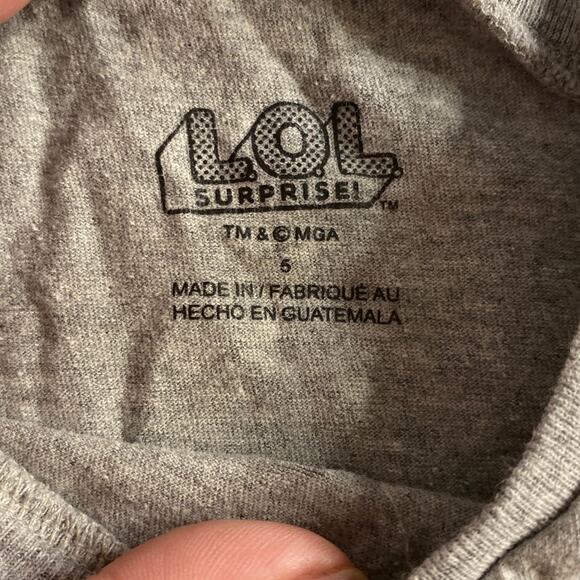 L.O.L.
SURPRISE! ™
TM & © MGA
5
MADE IN / FABRIQUÉ AU
HECHO EN GUATEMALA